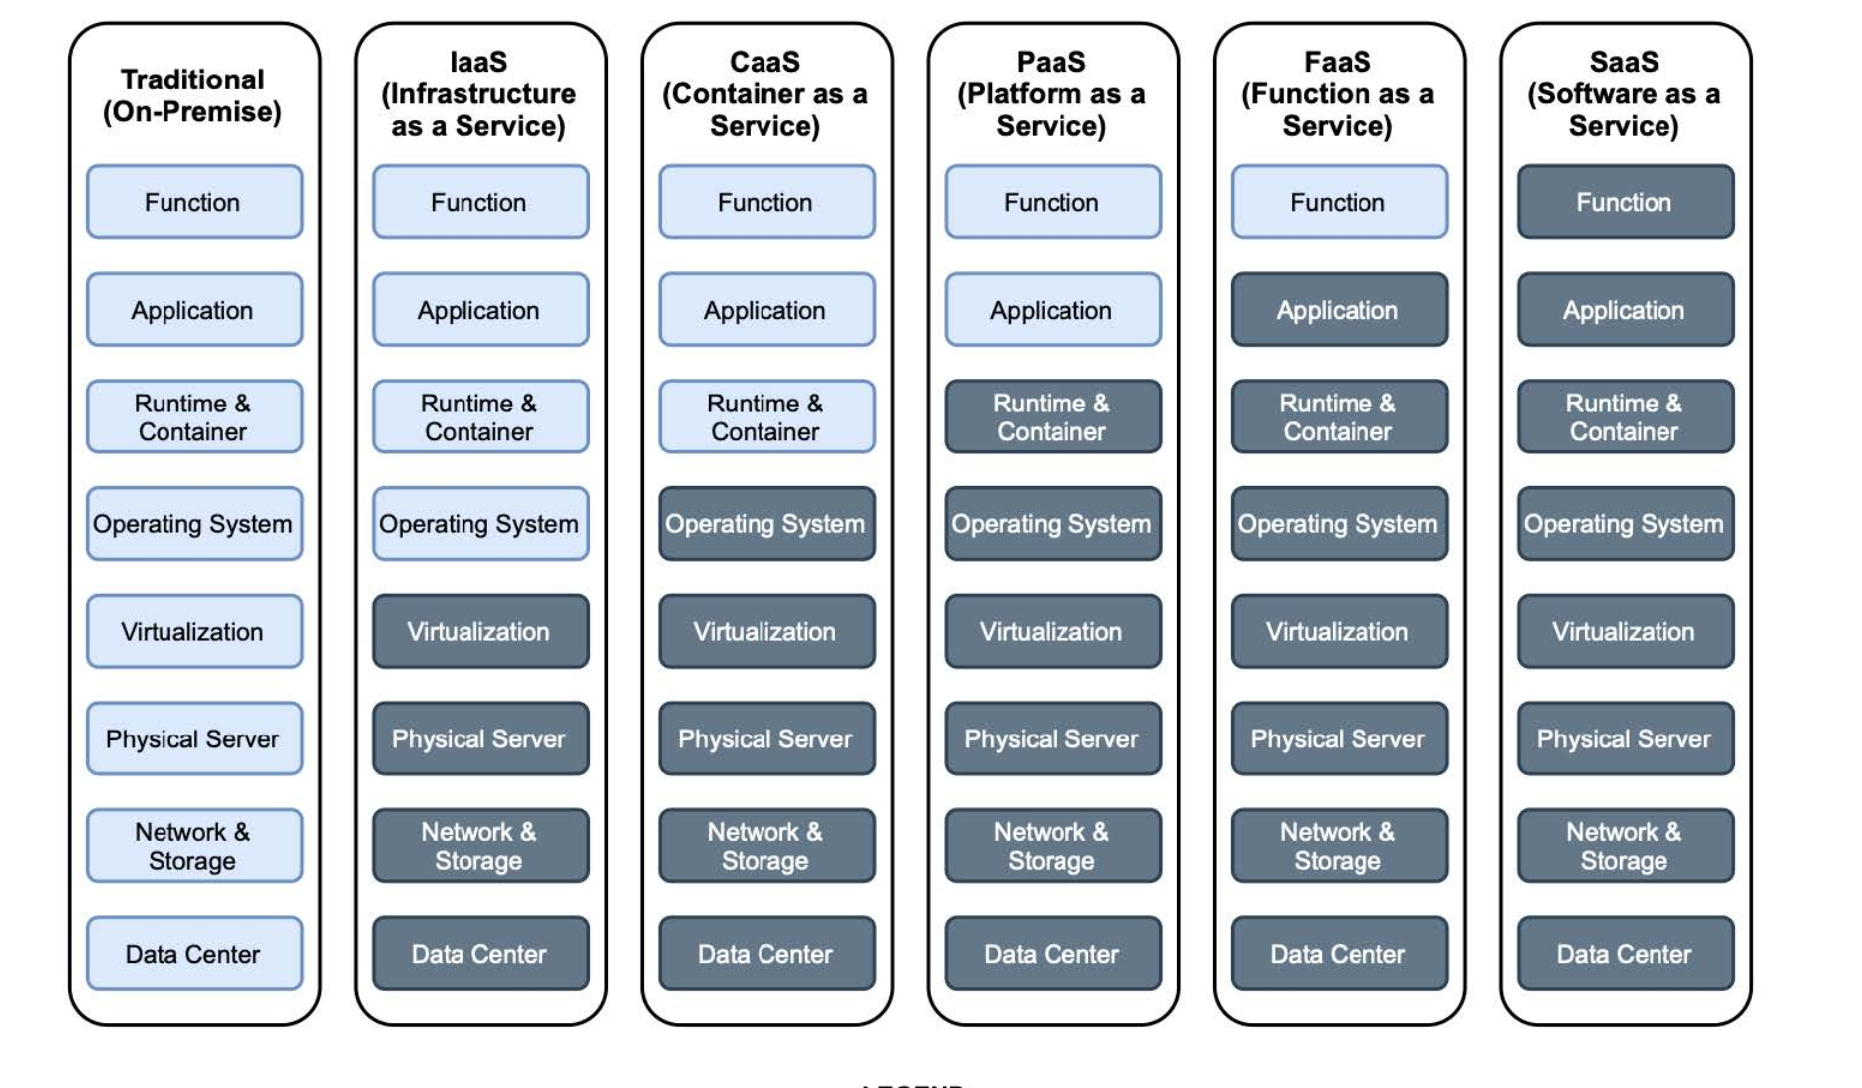 Traditional
(On-Premise)
Function
Application
Runtime &
Container
Operating System
Virtualization
Physical Server
Network &
Storage
Data Center
IaaS
(Infrastructure
as a Service)
Function
Application
Runtime &
Container
Operating System
Virtualization
Physical Server
Network &
Storage
Data Center
CaaS
(Container as a
Service)
Function
Application
Runtime &
Container
Operating System
Virtualization
Physical Server
Network &
Storage
Data Center
PaaS
(Platform as a
Service)
Function
Application
Runtime &
Container
Operating System
Virtualization
Physical Server
Network &
Storage
Data Center
FaaS
(Function as a
Service)
Function
Application
Runtime &
Container
Operating System
Virtualization
Physical Server
Network &
Storage
Data Center
SaaS
(Software as a
Service)
Function
Application
Runtime &
Container
Operating System
Virtualization
Physical Server
Network &
Storage
Data Center